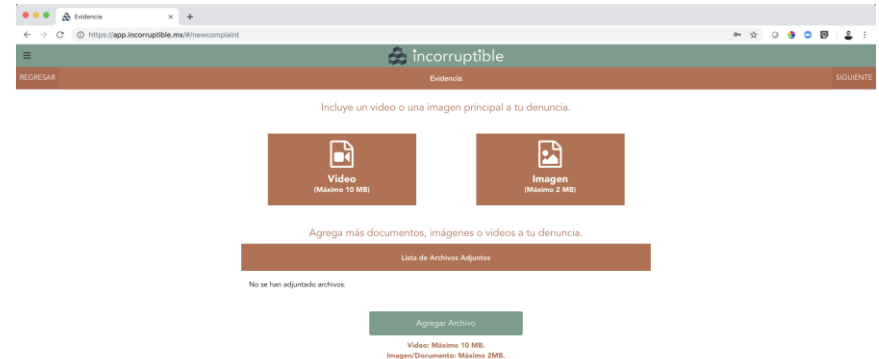 Evidencia
https://app.incorruptible.mx/#/newcomplaint
incorruptible
REGRESAR
Evidencia
SIGUIENTE
Incluye un video o una imagen principal a tu denuncia.
Video
(Máximo 10 MB)
Imagen
(Máximo 2 MB)
Agrega más documentos, imágenes o videos a tu denuncia.
Lista de Archivos Adjuntos
No se han adjuntado archivos.
Agregar Archivo
Video: Máximo 10 MB.
Imagen/Documento: Máximo 2MB.